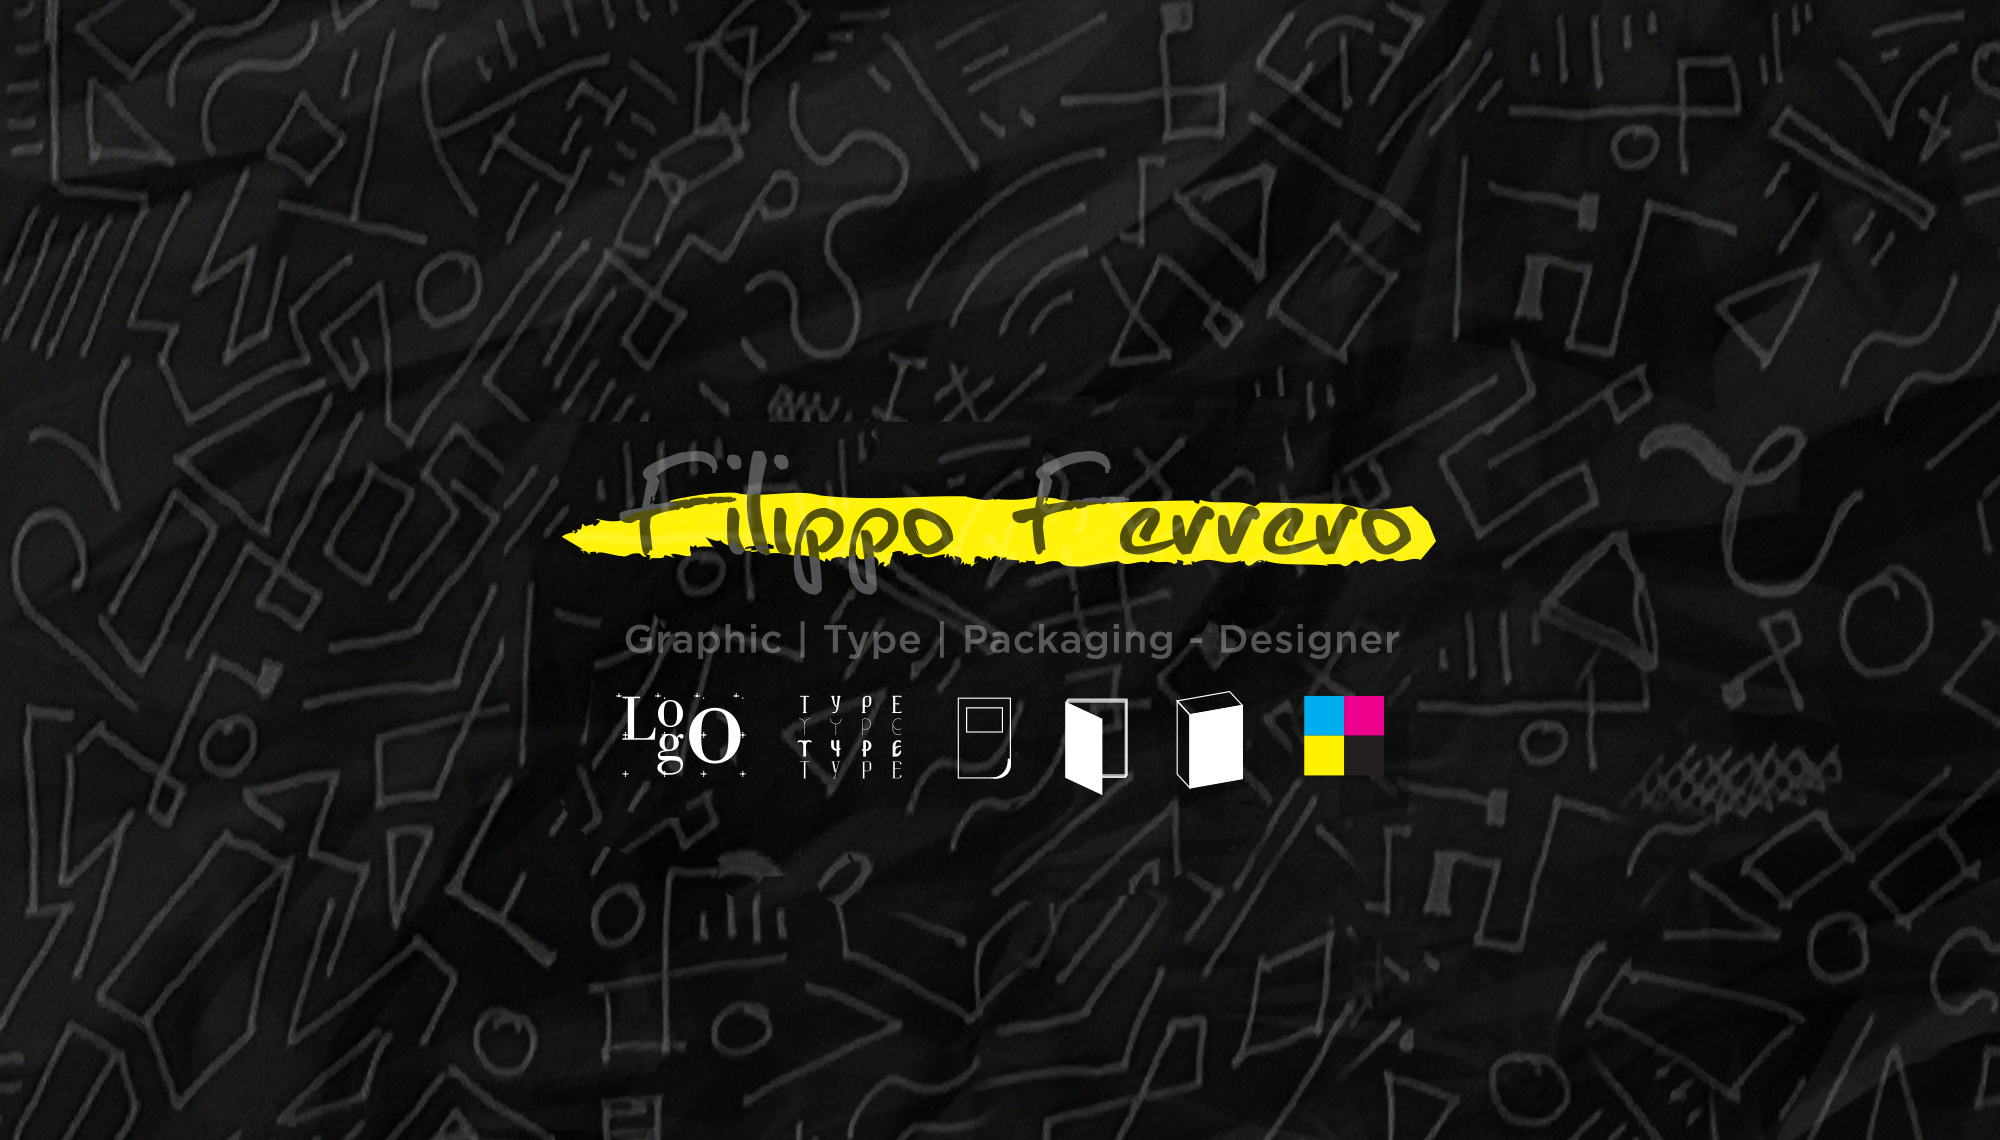 Filippo Ferrero
Graphic | Type | Packaging - Designer
LogO
TYPE
TYPE
TYPE
TYPE